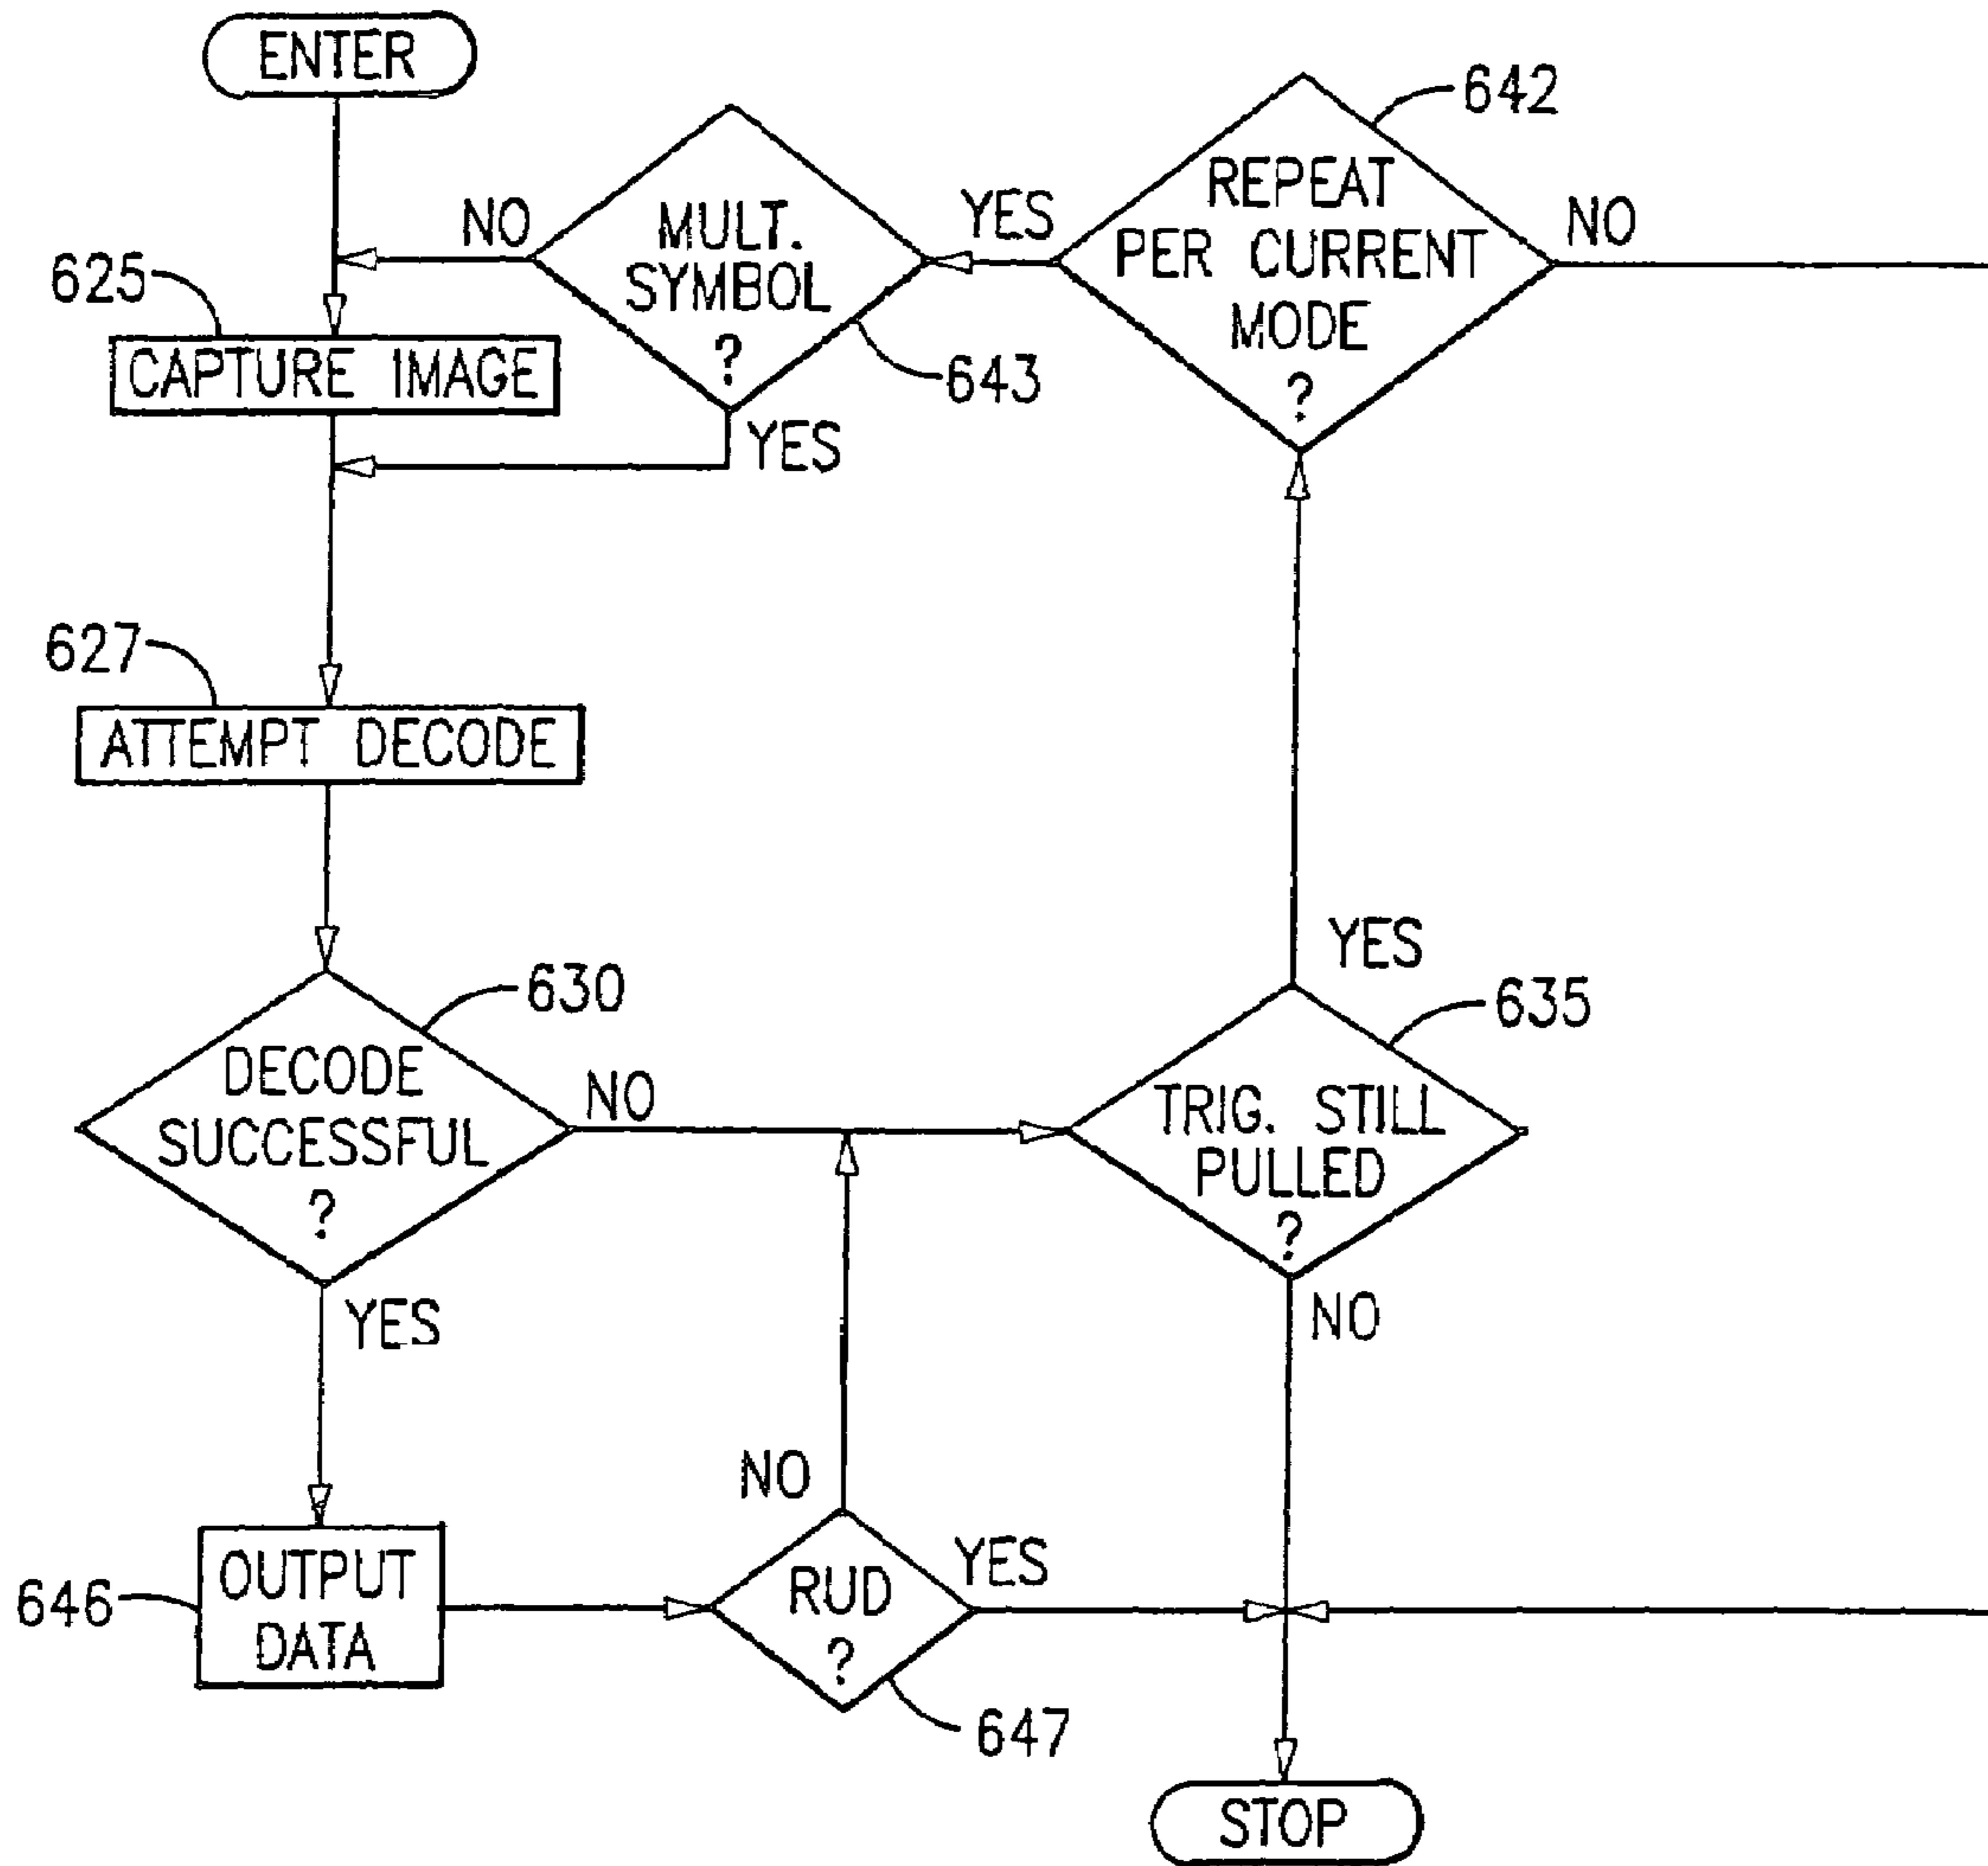 ENTER
642
REPEAT
PER CURRENT
MODE
?
YES
NO
MULT.
SYMBOL
?
643
NO
YES
625
CAPTURE IMAGE
627
ATTEMPT DECODE
630
DECODE
SUCCESSFUL
?
NO
YES
635
TRIG. STILL
PULLED
?
YES
NO
646
OUTPUT
DATA
RUD
?
647
NO
YES
STOP